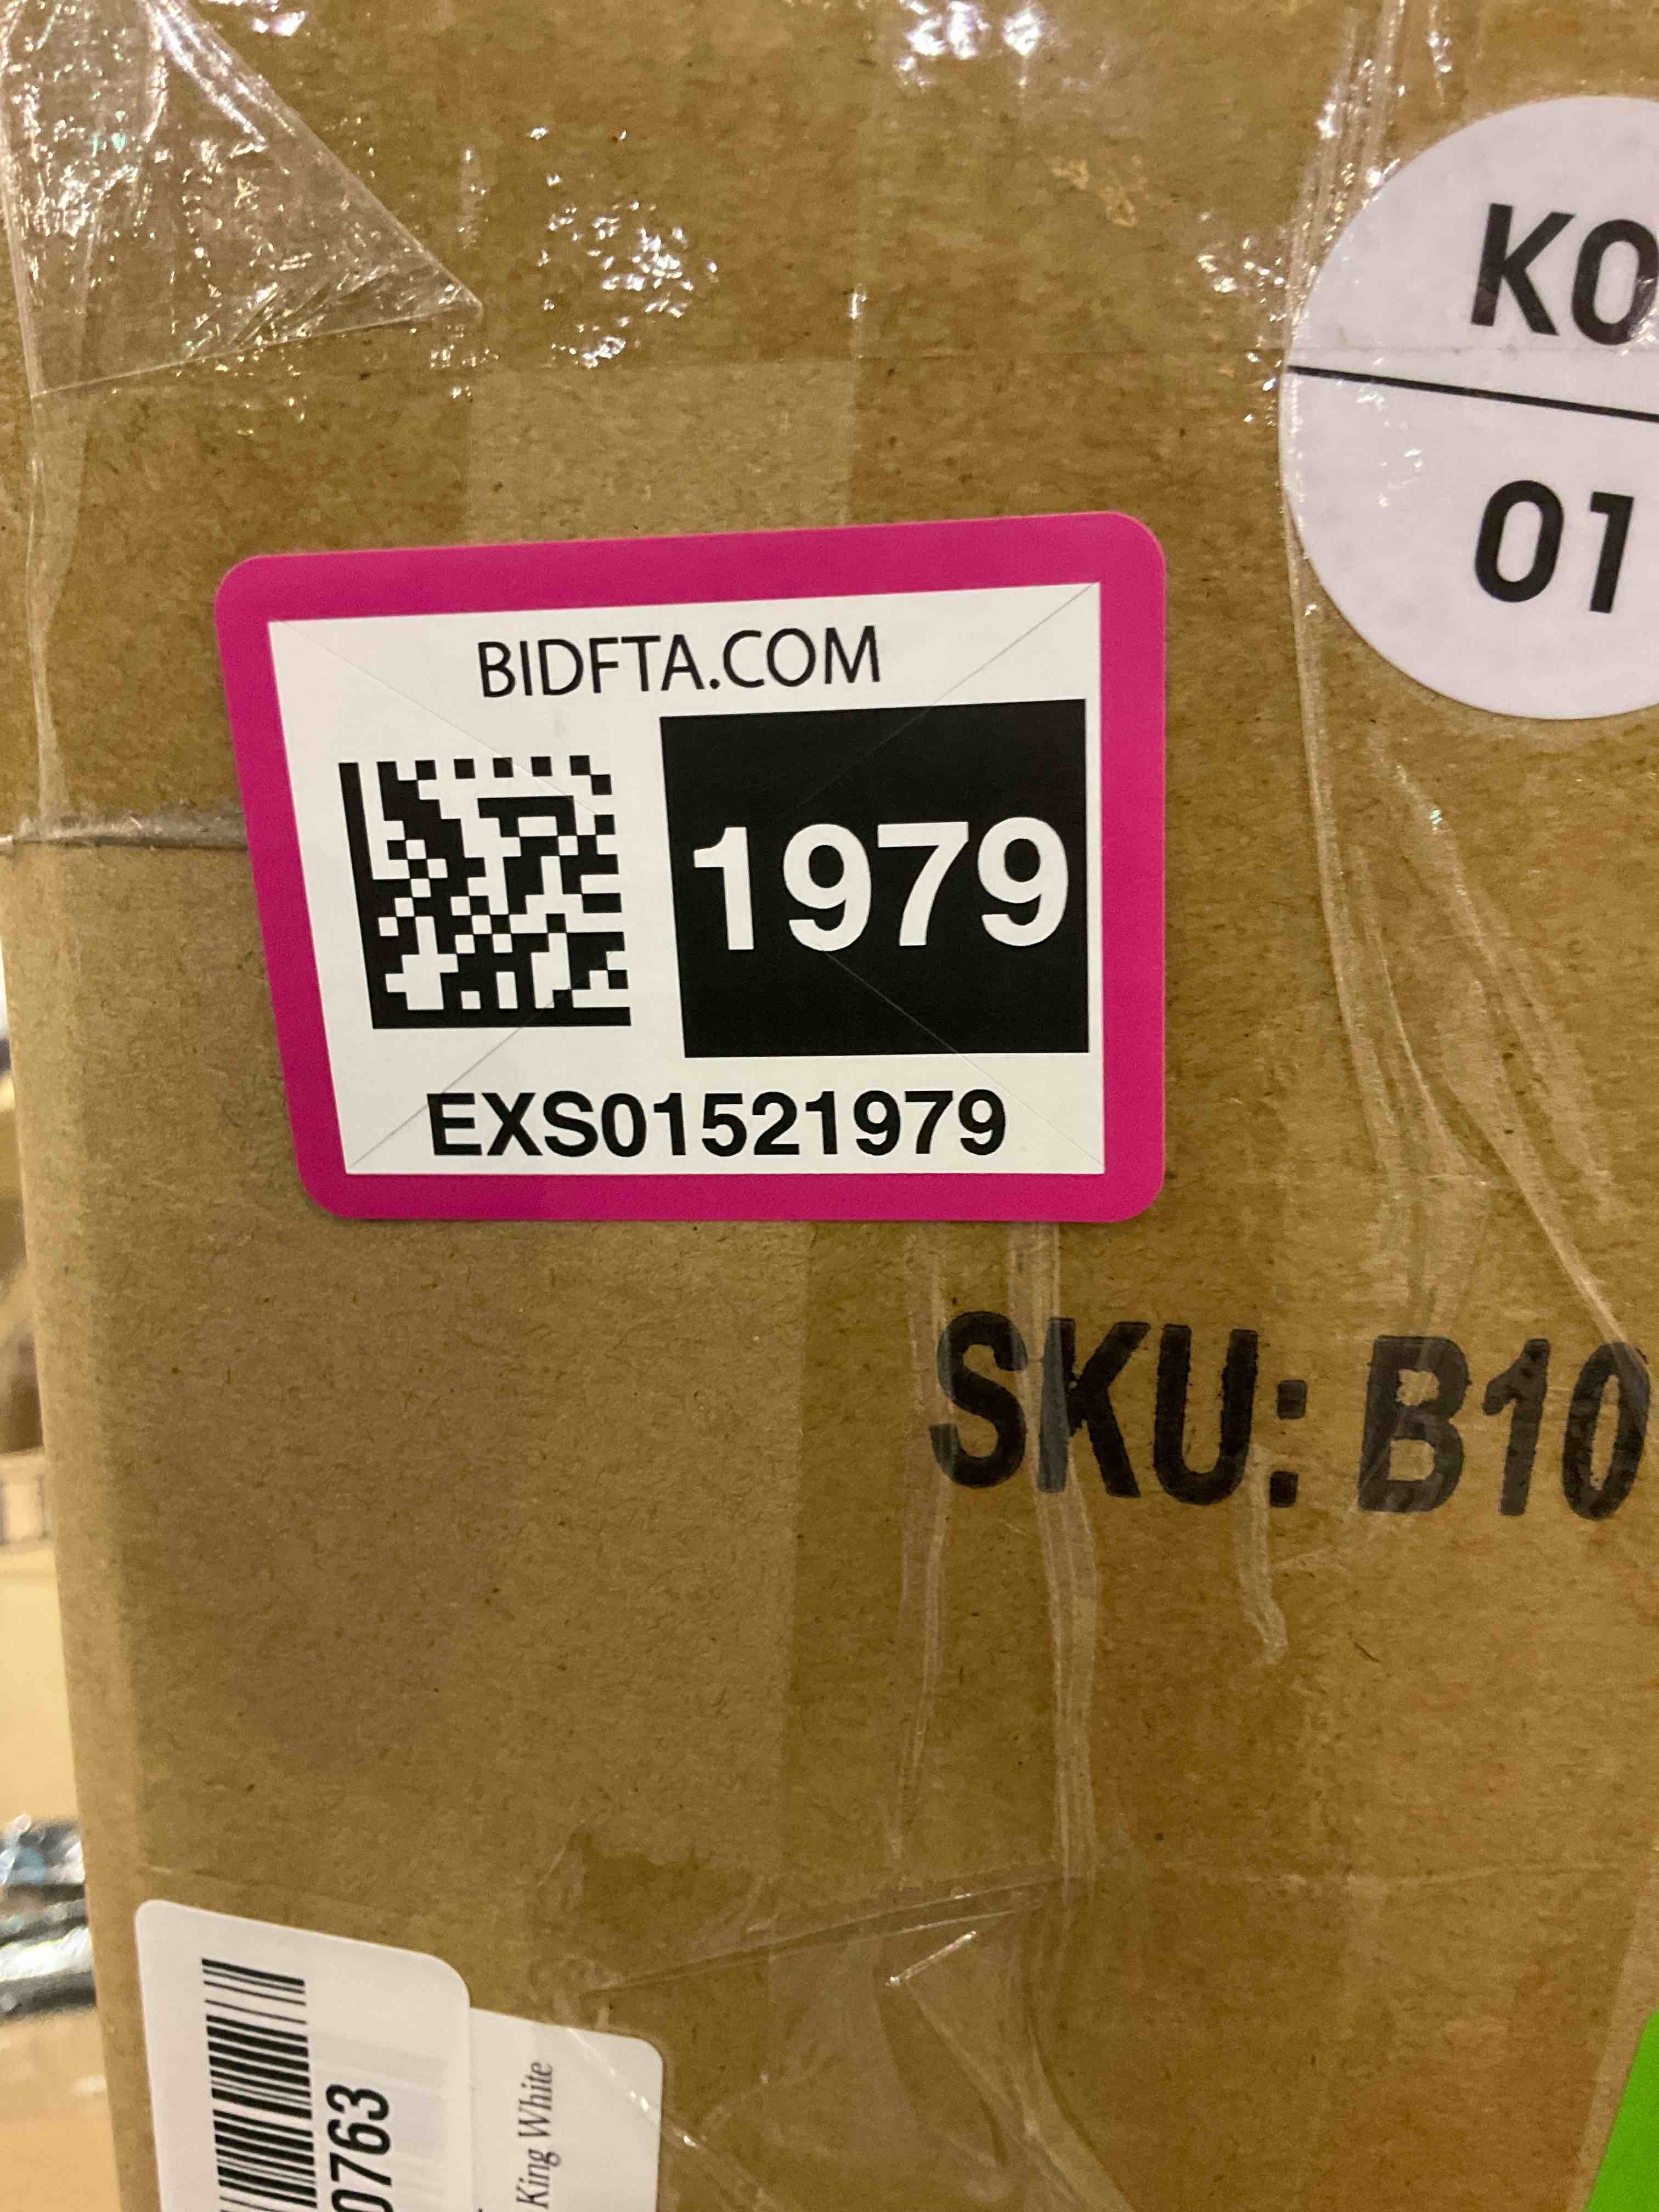 KO
01
BIDFTA.COM
1979
EXS01521979
SKU: B10
0763
King White